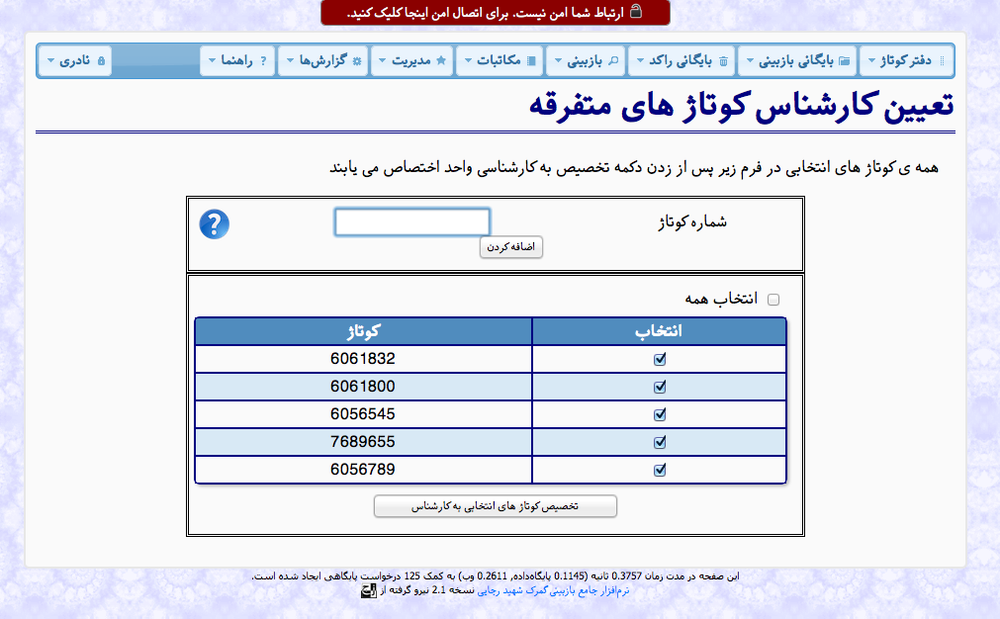 ارتباط شما امن نیست. برای اتصال امن اینجا کلیک کنید.
دفتر کوتاژ بایگانی بازبینی بایگانی راکد بازبینی مکاتبات مدیریت گزارش‌ها ? راهنما نادری
تعیین کارشناس کوتاژ های متفرقه
همه ی کوتاژ های انتخابی در فرم زیر پس از زدن دکمه تخصیص به کارشناسی واحد اختصاص می یابند
شماره کوتاژ ?
اضافه کردن
انتخاب همه
انتخاب کوتاژ
6061832
6061800
6056545
7689655
6056789
تخصیص کوتاژ های انتخابی به کارشناس
این صفحه در مدت زمان 0.3757 ثانیه (0.1145 پایگاه‌داده, 0.2611 وب) به کمک 125 درخواست پایگاهی ایجاد شده است.
نرم‌افزار جامع بازبینی گمرک شهید رجایی نسخه 2.1 نیرو گرفته از